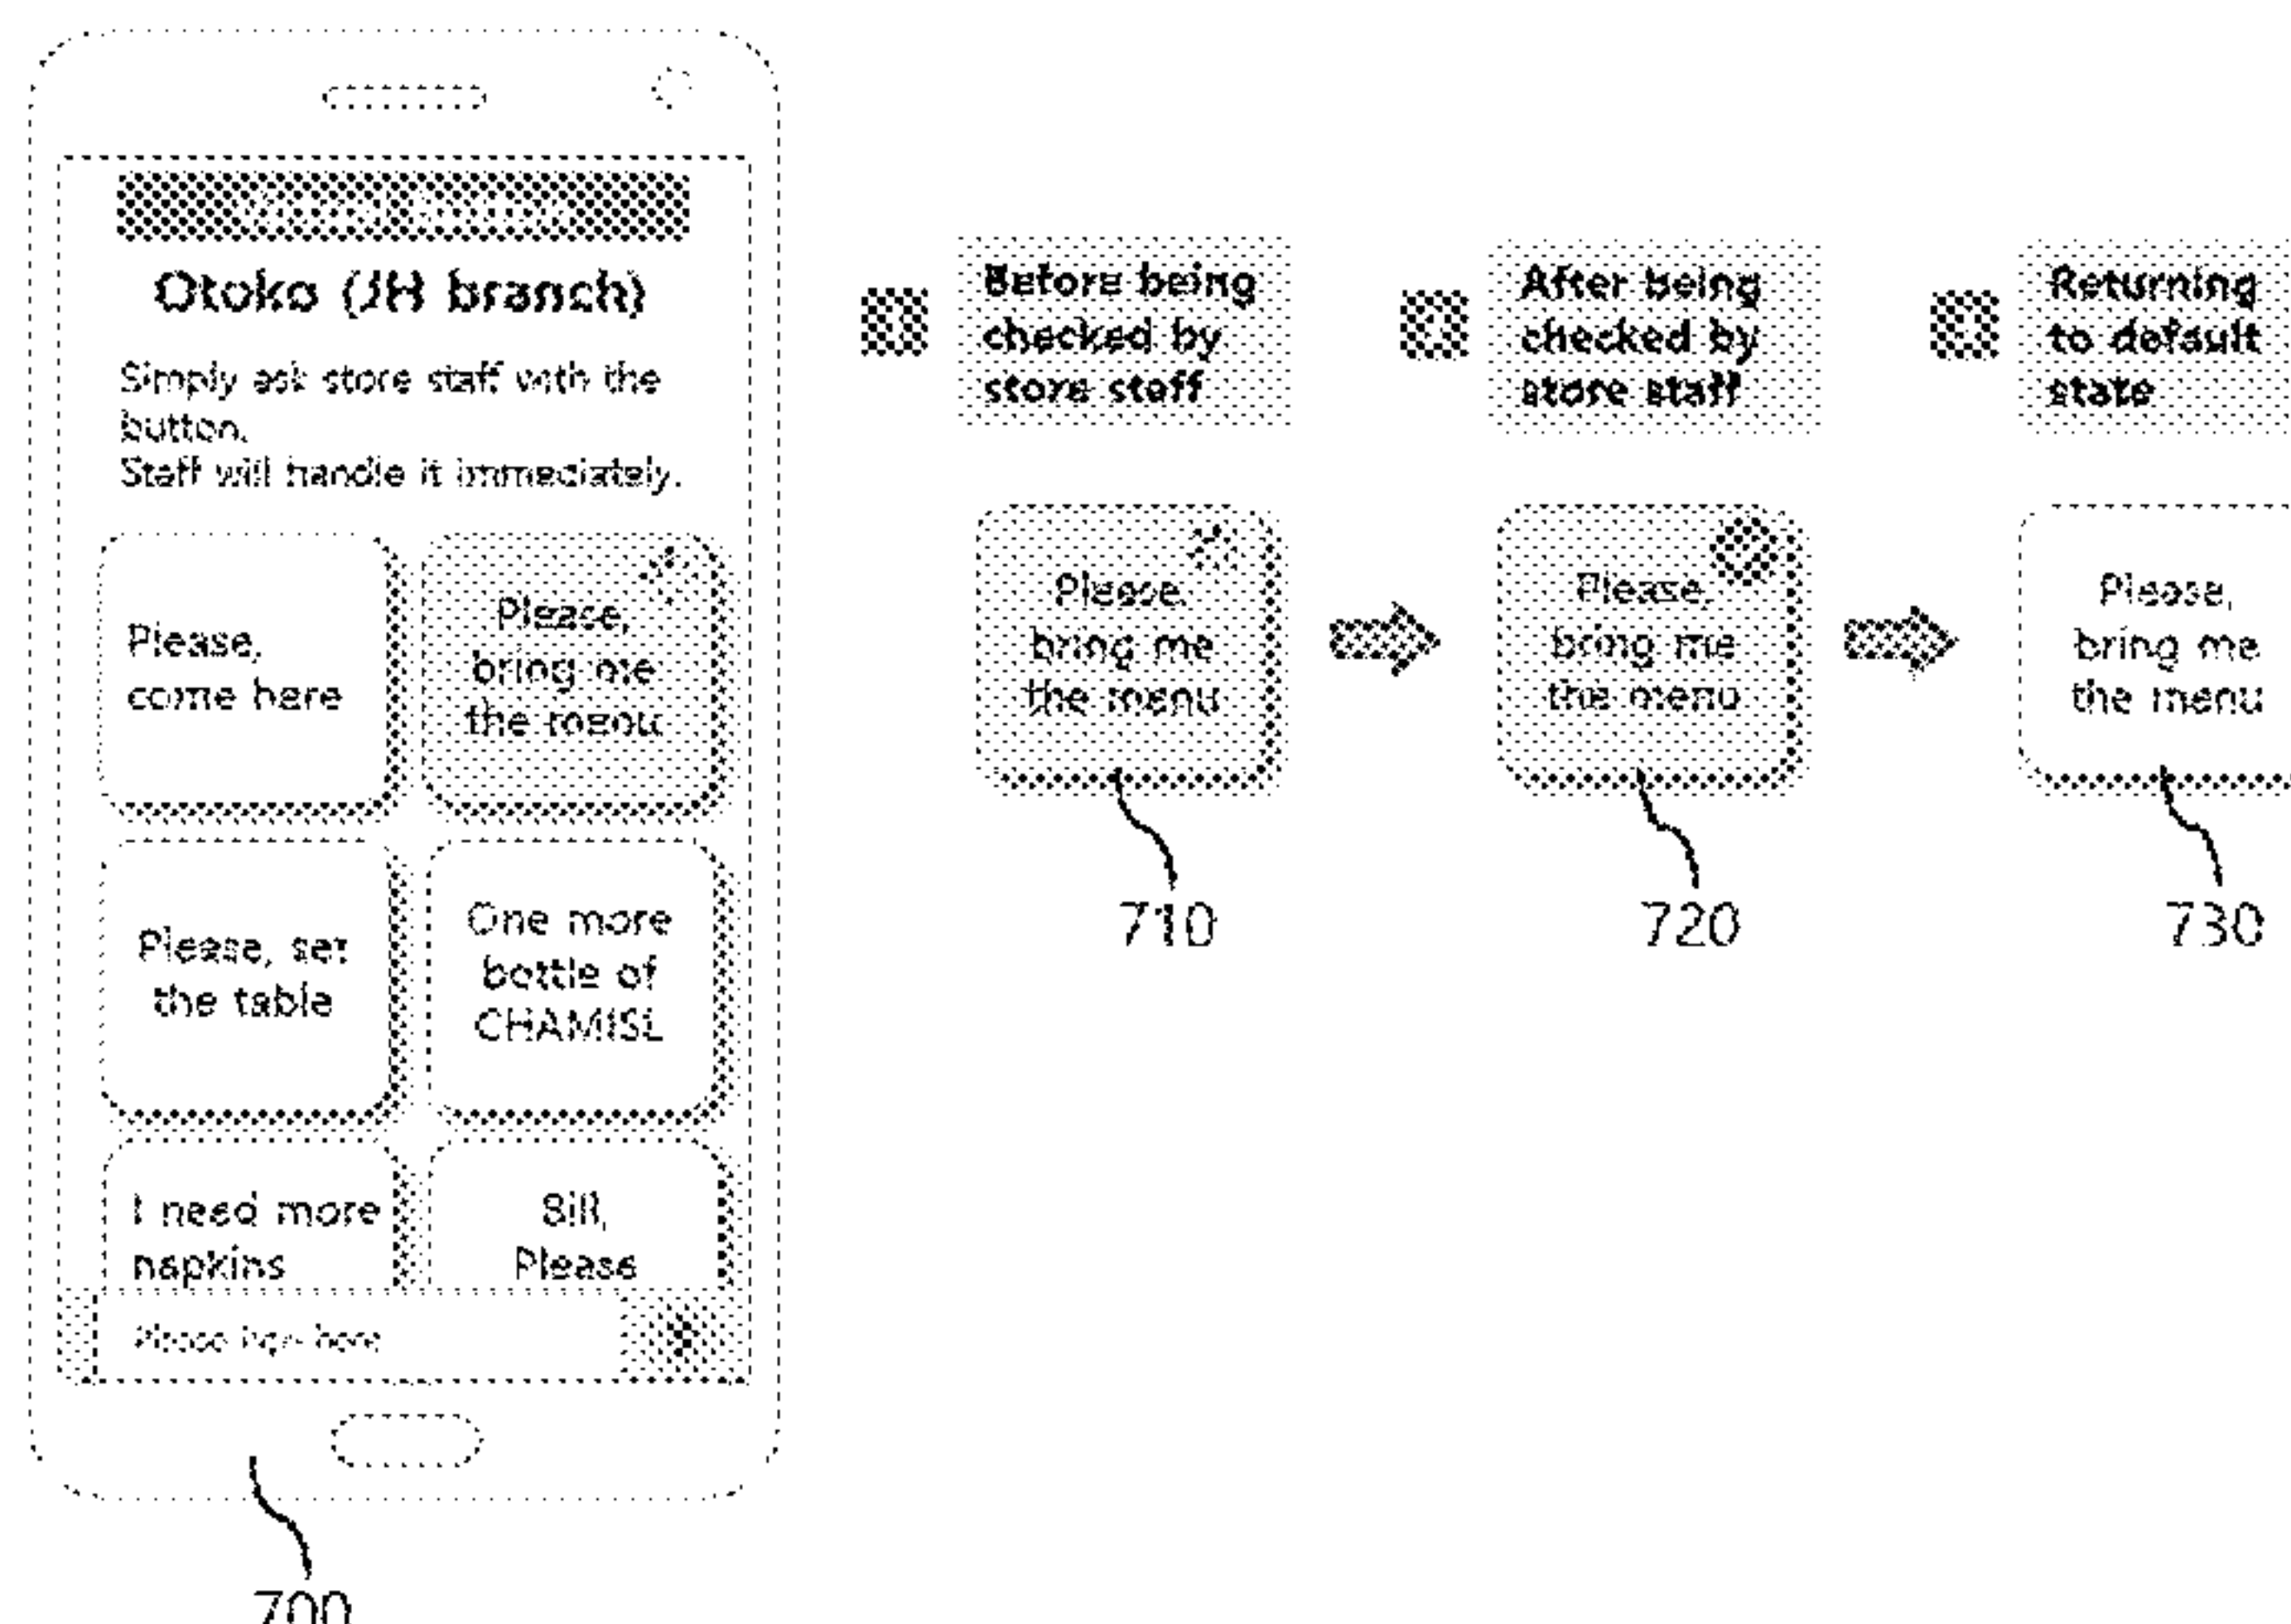 Otoko (JH branch)
Simply ask store staff with the
button.
Staff will handle it immediately.
Please,
come here
Please,
bring me
the menu
Please, set
the table
One more
bottle of
CHAMISL
I need more
napkins
Bill,
Please
Please here
700
Before being
checked by
store staff
After being
checked by
store staff
Returning
to default
state
Please,
bring me
the menu
Please,
bring me
the menu
Please,
bring me
the menu
710
720
730